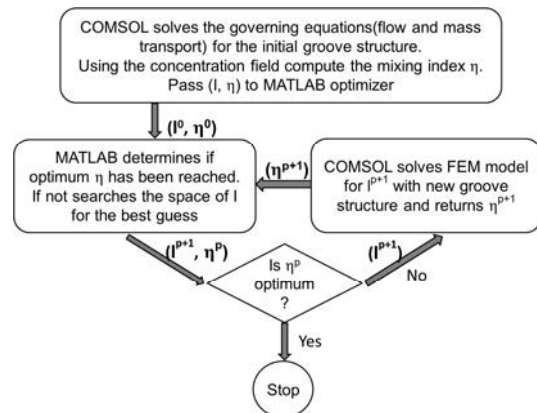 COMSOL solves the governing equations(flow and mass
transport) for the initial groove structure.
Using the concentration field compute the mixing index η.
Pass (l, η) to MATLAB optimizer
(l⁰, η⁰)
MATLAB determines if
optimum η has been reached.
If not searches the space of l
for the best guess
(ηᵖ⁺¹)
COMSOL solves FEM model
for lᵖ⁺¹ with new groove
structure and returns ηᵖ⁺¹
(lᵖ⁺¹, ηᵖ)
Is ηᵖ
optimum
?
(lᵖ⁺¹)
No
Yes
Stop